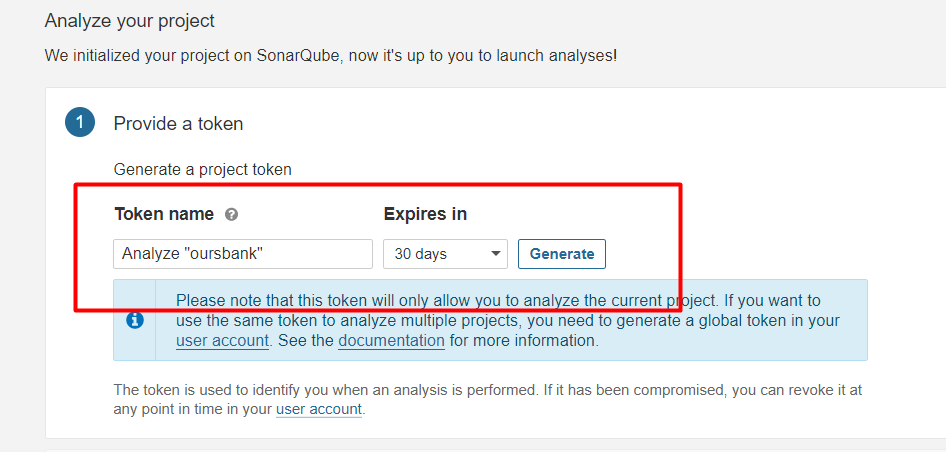 Analyze your project
We initialized your project on SonarQube, now it's up to you to launch analyses!
1 Provide a token
Generate a project token
Token name ? Expires in
Analyze "oursbank" 30 days Generate
Please note that this token will only allow you to analyze the current project. If you want to
use the same token to analyze multiple projects, you need to generate a global token in your
user account. See the documentation for more information.
The token is used to identify you when an analysis is performed. If it has been compromised, you can revoke it at
any point in time in your user account.